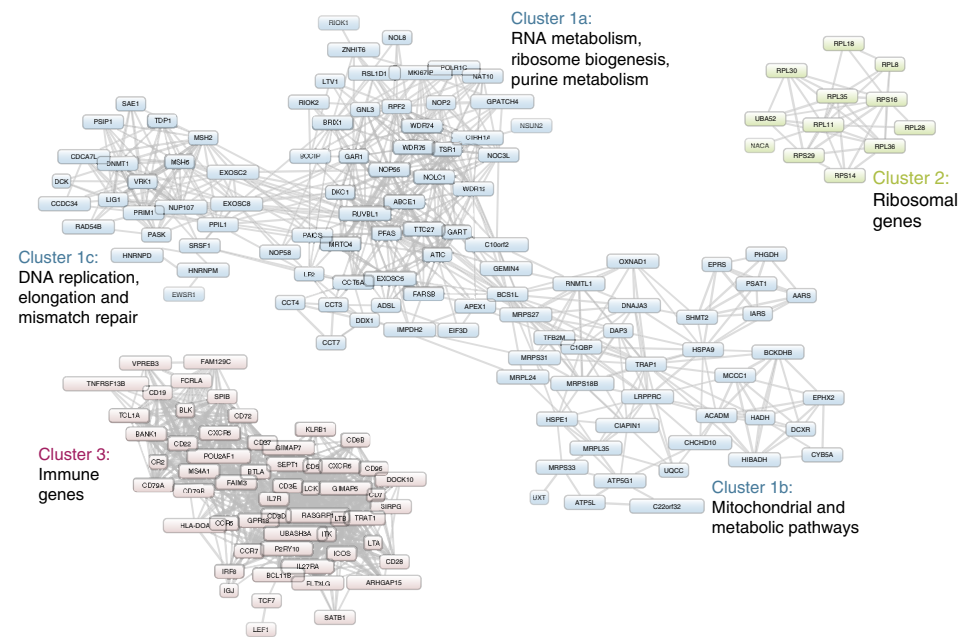 Cluster 1a:
RNA metabolism,
ribosome biogenesis,
purine metabolism
RIOK1
NOL8
ZNHIT6
POLR1C
RSL1D1
MKI67IP
NAT10
LTV1
RIOK2
GNL3
RPF2
NOP2
GPATCH4
BRIX1
WDR74
NSUN2
CIRH1A
WDR75
TSR1
NOC3L
GAR1
NOP56
NOLC1
DKC1
WDR12
ABCE1
RUVBL1
PFAS
TTC27
GART
PAICS
MRTO4
C10orf2
NOP58
ATIC
GEMIN4
CCT6A
EXOSC5
FARSB
BCS1L
CCT4
CCT3
ADSL
APEX1
DDX1
IMPDH2
EIF3D
CCT7
SAE1
PSIP1
TDP1
MSH2
CDCA7L
DNMT1
MSH6
EXOSC2
DCK
VRK1
LIG1
CCDC34
NUP107
EXOSC8
PRIM1
RAD54B
PPIL1
PASK
SRSF1
HNRNPD
HNRNPM
EWSR1
Cluster 1c:
DNA replication,
elongation and
mismatch repair
RPL18
RPL30
RPL8
RPL35
RPS16
UBA52
RPL11
RPL28
NACA
RPS29
RPL36
RPS14
Cluster 2:
Ribosomal
genes
OXNAD1
RNMTL1
EPRS
PHGDH
PSAT1
AARS
DNAJA3
SHMT2
IARS
MRPS27
DAP3
TFB2M
C1QBP
HSPA9
MRPS31
TRAP1
BCKDHB
MRPL24
MRPS18B
MCCC1
LRPPRC
EPHX2
HSPE1
CIAPIN1
ACADM
HADH
DCXR
CHCHD10
MRPL35
CYB5A
HIBADH
MRPS33
UQCC
ATP5G1
UXT
ATP5L
C22orf32
Cluster 1b:
Mitochondrial and
metabolic pathways
Cluster 3:
Immune
genes
VPREB3
FAM129C
TNFRSF13B
FCRLA
CD19
SPIB
BLK
TCL1A
CD72
BANK1
CXCR5
KLRB1
CD22
CD37
CD8B
GIMAP7
POU2AF1
CR2
SEPT1
CD5
CXCR6
CD96
MS4A1
BTLA
CD79A
FAIM3
CD3E
LCK
GIMAP5
DOCK10
CD79B
IL7R
CD7
SIRPG
CD3D
RASGRP1
LTB
TRAT1
HLA-DOA
CCR6
GPR18
UBASH3A
ITK
LTA
CCR7
P2RY10
ICOS
CD28
IRF8
IL27RA
BCL11B
FLT3LG
ARHGAP15
IGJ
TCF7
SATB1
LEF1